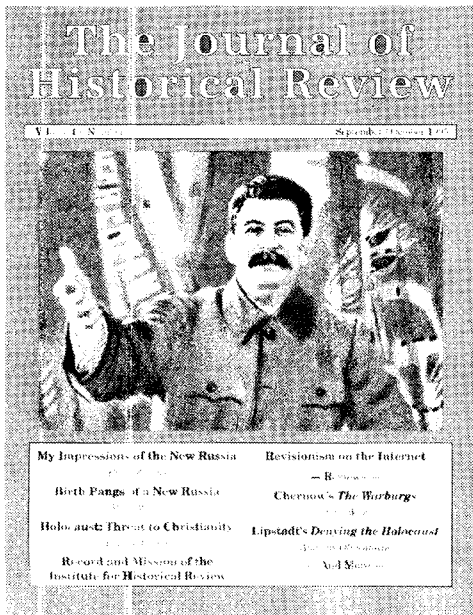 The Journal of
Historical Review
September / October 1995
My Impressions of the New Russia
Birth Pangs of a New Russia
Holocaust: Threat to Christianity
Record and Mission of the
Institute for Historical Review
Revisionism on the Internet
— Reviews —
Chernow's The Warburgs
Lipstadt's Denying the Holocaust
And More